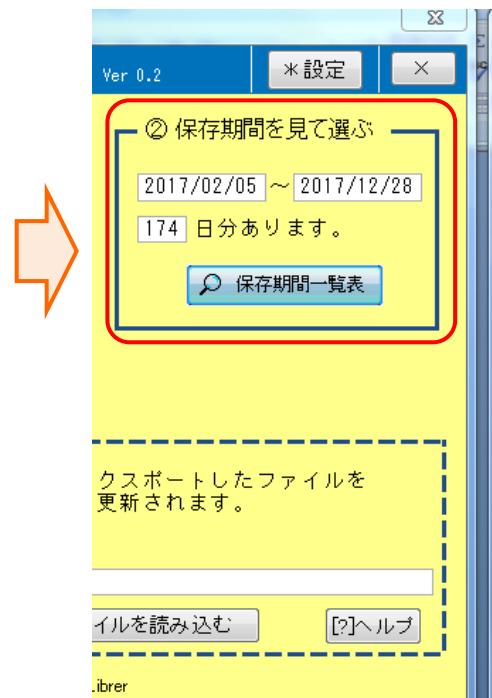 Ver 0.2
＊設定
×
② 保存期間を見て選ぶ
2017/02/05 ～ 2017/12/28
174 日分あります。
保存期間一覧表
クスポートしたファイルを
更新されます。
イルを読み込む
[?]ヘルプ
Librer